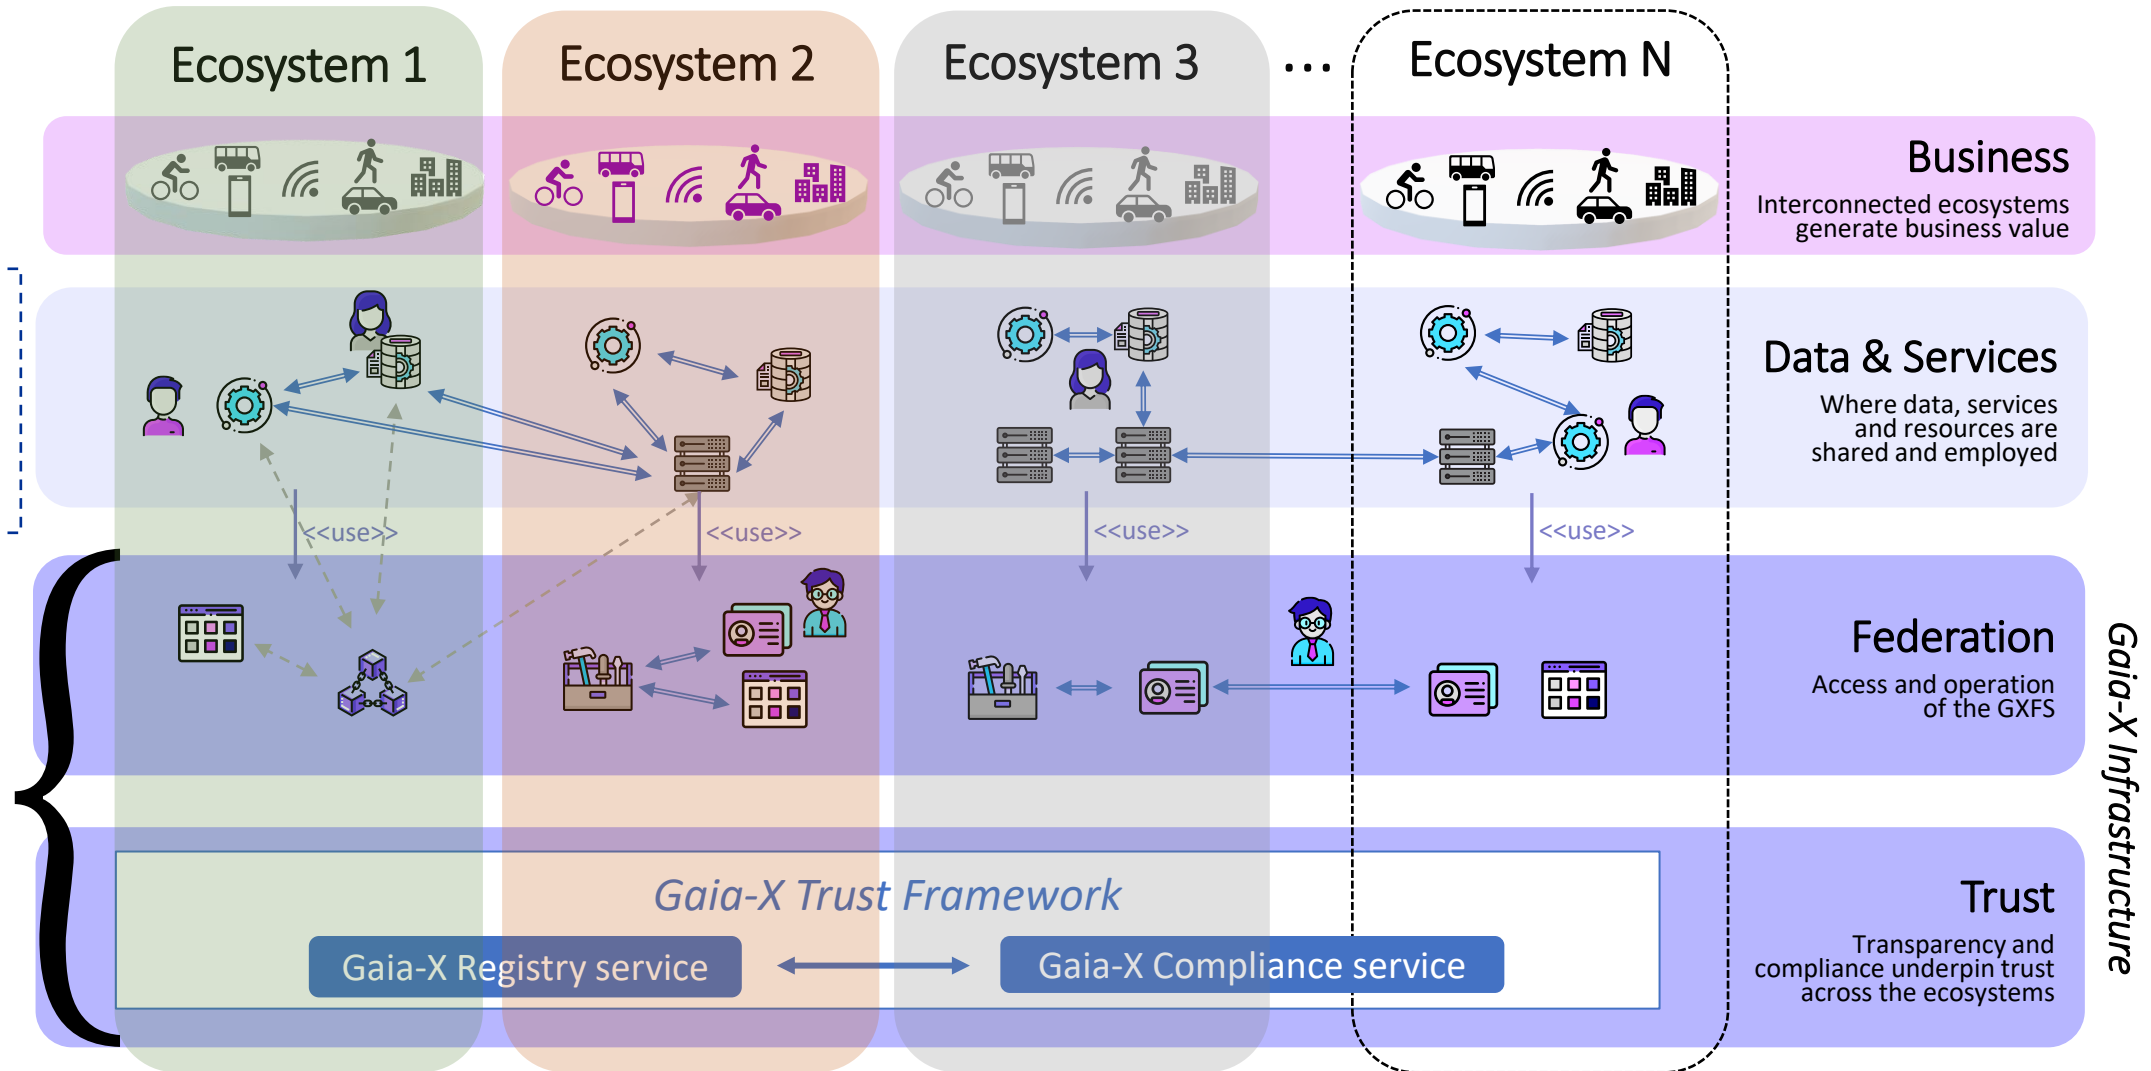 Ecosystem 1
Ecosystem 2
Ecosystem 3
...
Ecosystem N
Business
Interconnected ecosystems
generate business value
Data & Services
Where data, services
and resources are
shared and employed
<<use>>
<<use>>
<<use>>
<<use>>
Federation
Access and operation
of the GXFS
Gaia-X Infrastructure
Gaia-X Trust Framework
Gaia-X Registry service
Gaia-X Compliance service
Trust
Transparency and
compliance underpin trust
across the ecosystems